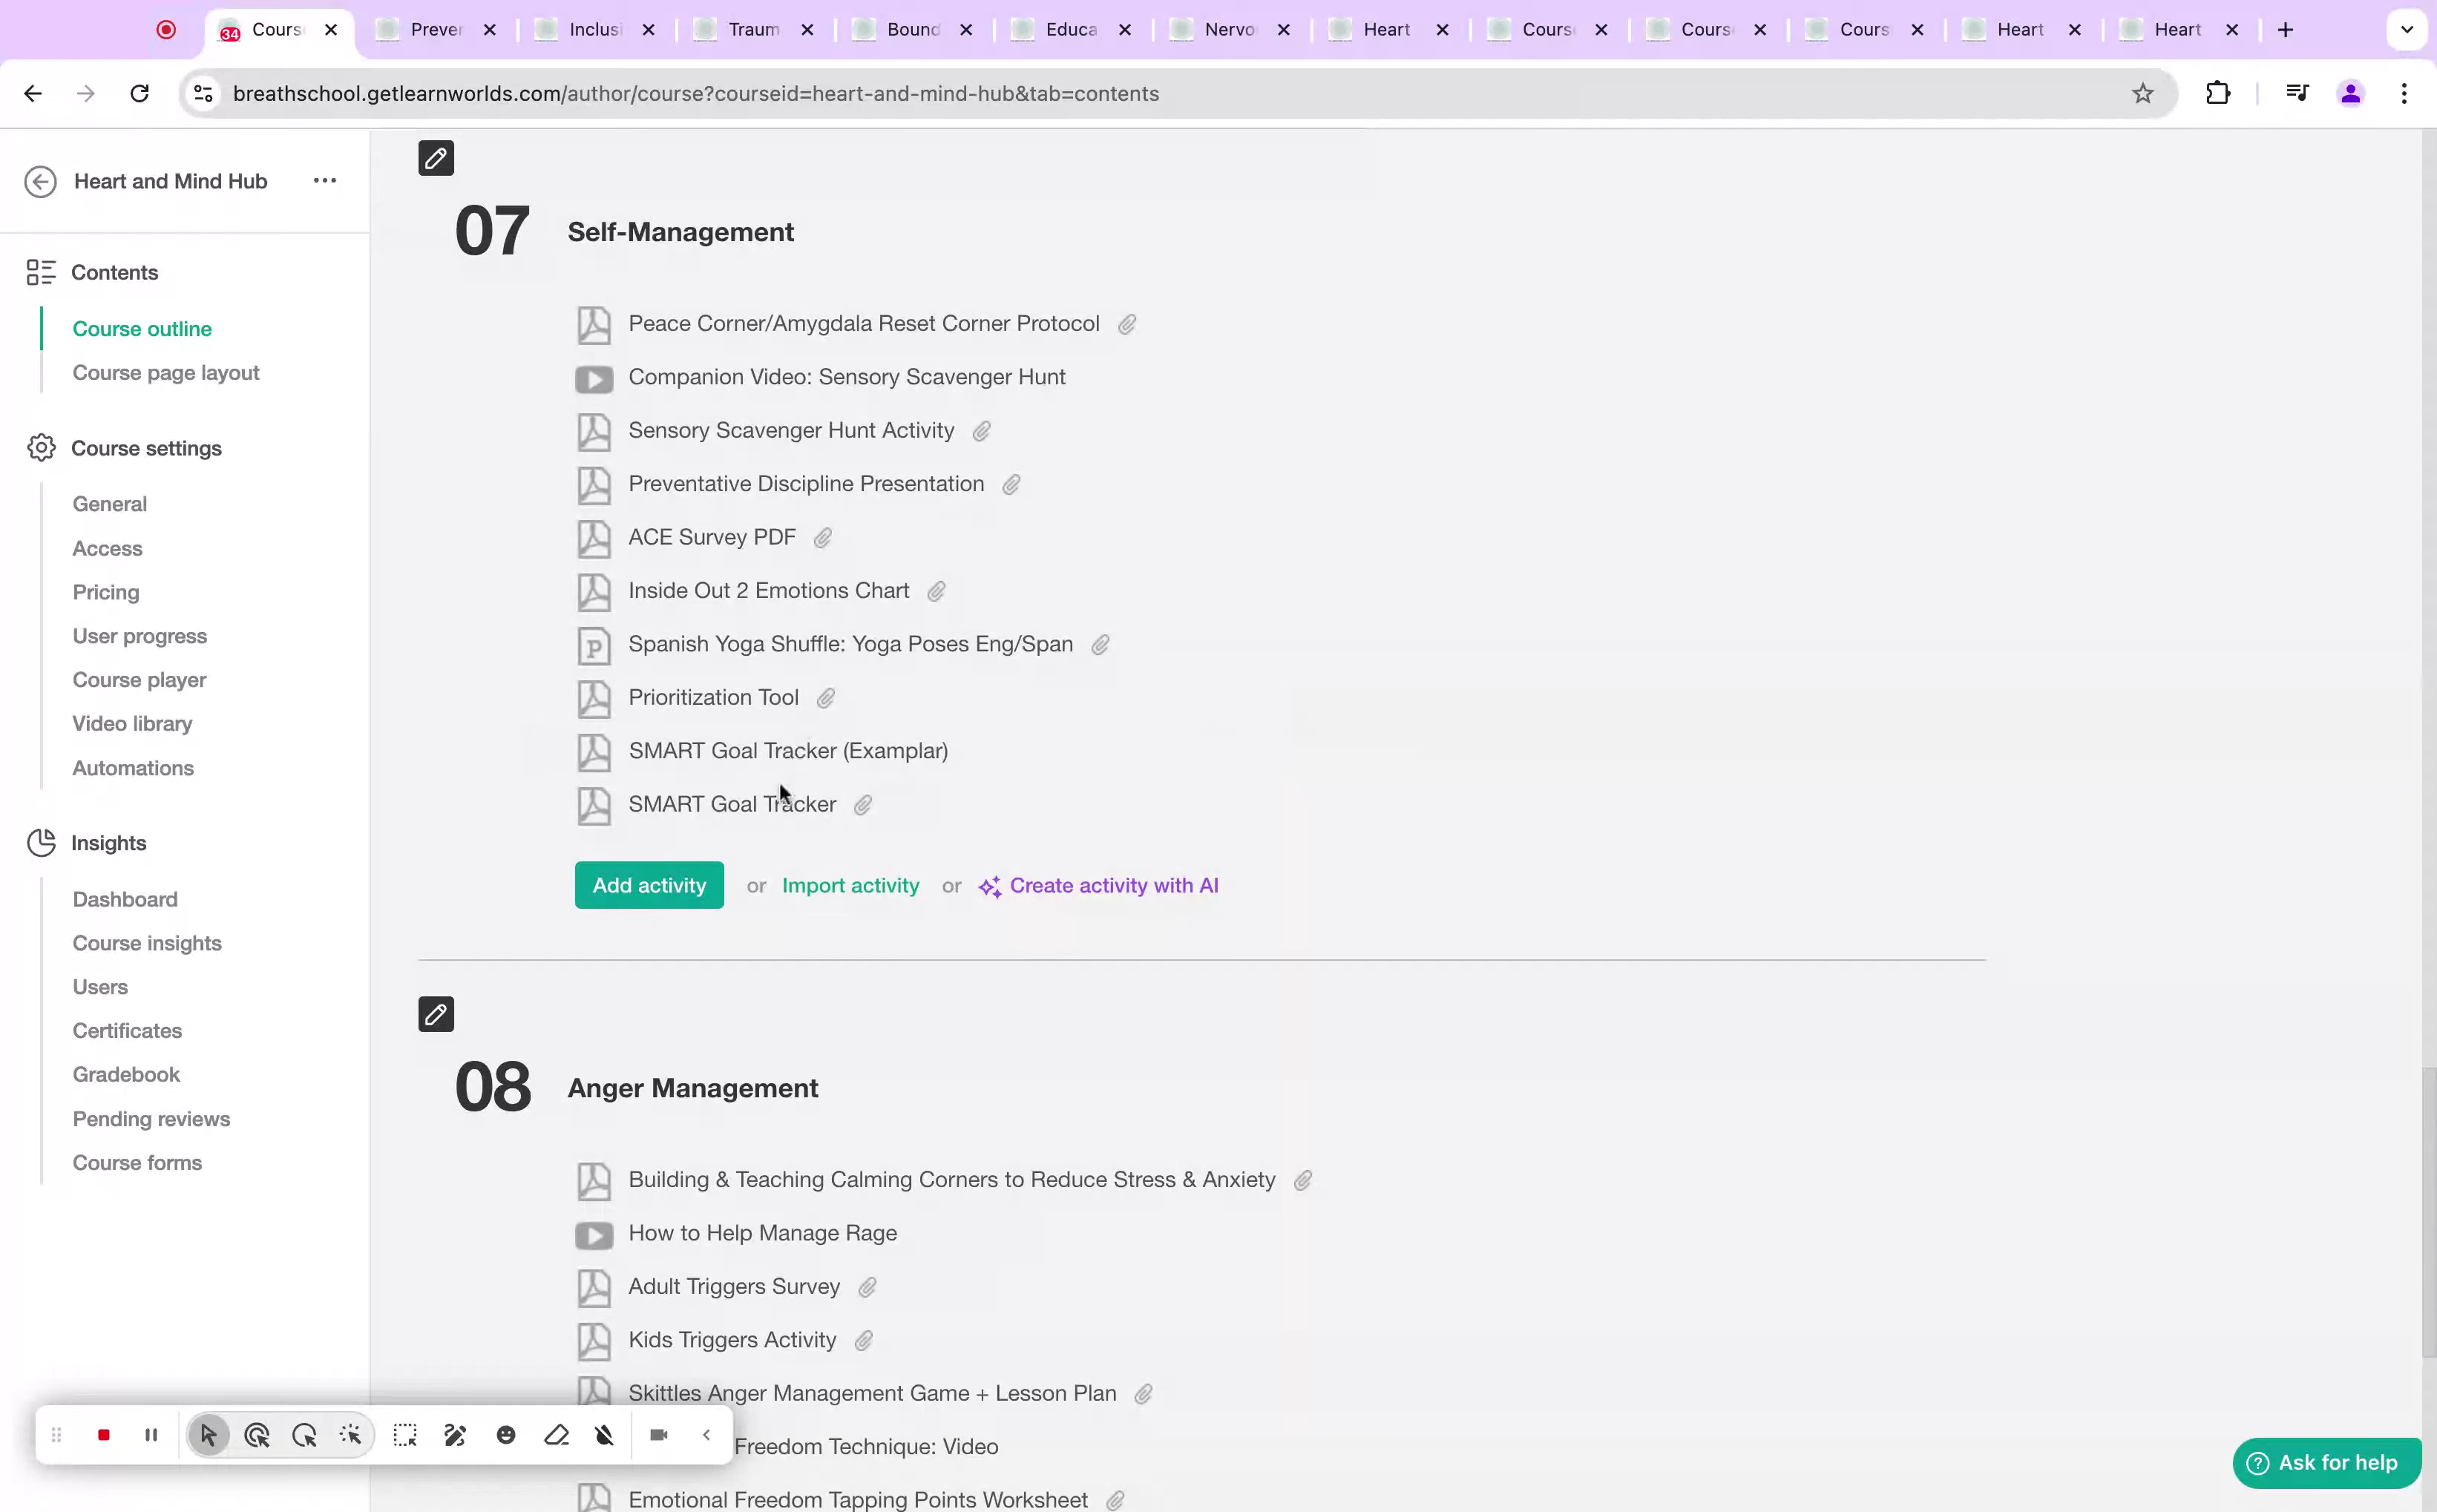 34 Cours
Preve
Inclusi
Traum
Bound
Educa
Nervo
Heart
Cours
Cours
Cours
Heart
Heart
breathschool.getlearnworlds.com/author/course?courseid=heart-and-mind-hub&tab=contents
Heart and Mind Hub
Contents
Course outline
Course page layout
Course settings
General
Access
Pricing
User progress
Course player
Video library
Automations
Insights
Dashboard
Course insights
Users
Certificates
Gradebook
Pending reviews
Course forms
07 Self-Management
Peace Corner/Amygdala Reset Corner Protocol
Companion Video: Sensory Scavenger Hunt
Sensory Scavenger Hunt Activity
Preventative Discipline Presentation
ACE Survey PDF
Inside Out 2 Emotions Chart
P Spanish Yoga Shuffle: Yoga Poses Eng/Span
Prioritization Tool
SMART Goal Tracker (Examplar)
SMART Goal Tracker
Add activity or Import activity or Create activity with AI
08 Anger Management
Building & Teaching Calming Corners to Reduce Stress & Anxiety
How to Help Manage Rage
Adult Triggers Survey
Kids Triggers Activity
Skittles Anger Management Game + Lesson Plan
Freedom Technique: Video
Emotional Freedom Tapping Points Worksheet
? Ask for help